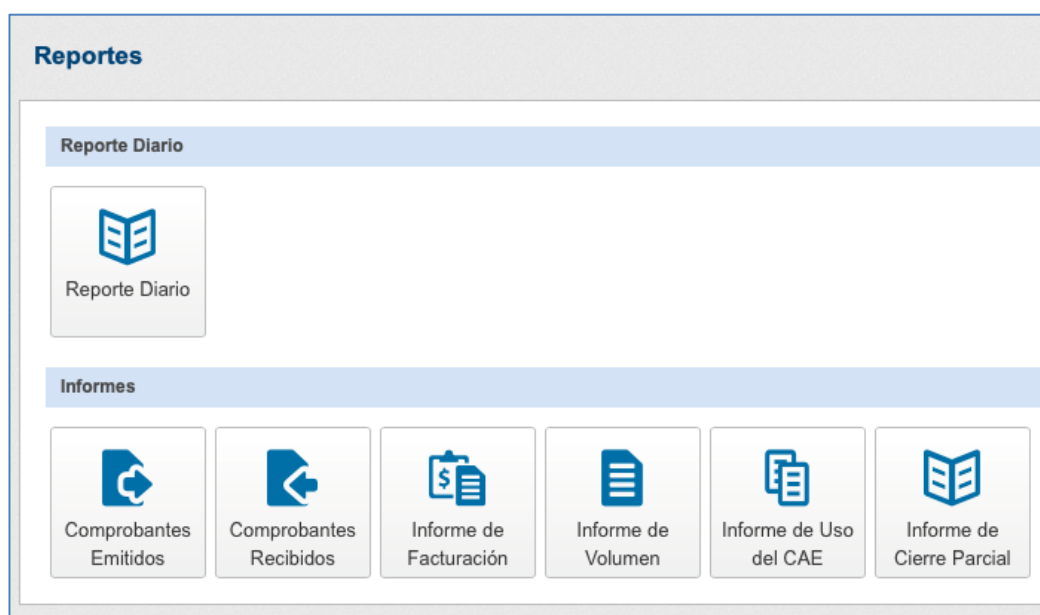 Reportes
Reporte Diario
Reporte Diario
Informes
Comprobantes
Emitidos
Comprobantes
Recibidos
$
Informe de
Facturación
Informe de
Volumen
Informe de Uso
del CAE
Informe de
Cierre Parcial